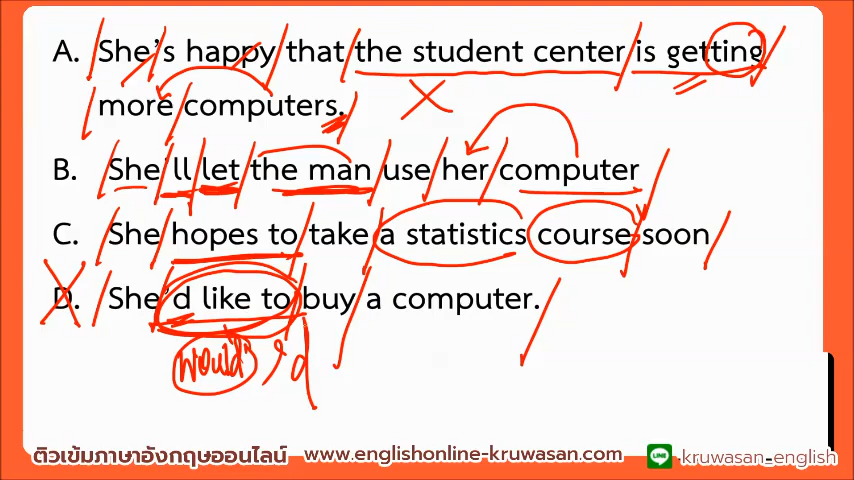 A. She's happy that the student center is getting
more computers.
B. She'll let the man use her computer
C. She hopes to take a statistics course soon
D. She'd like to buy a computer.
would 'd
ติวเข้มภาษาอังกฤษออนไลน์ www.englishonline-kruwasan.com LINE kruwasan_english